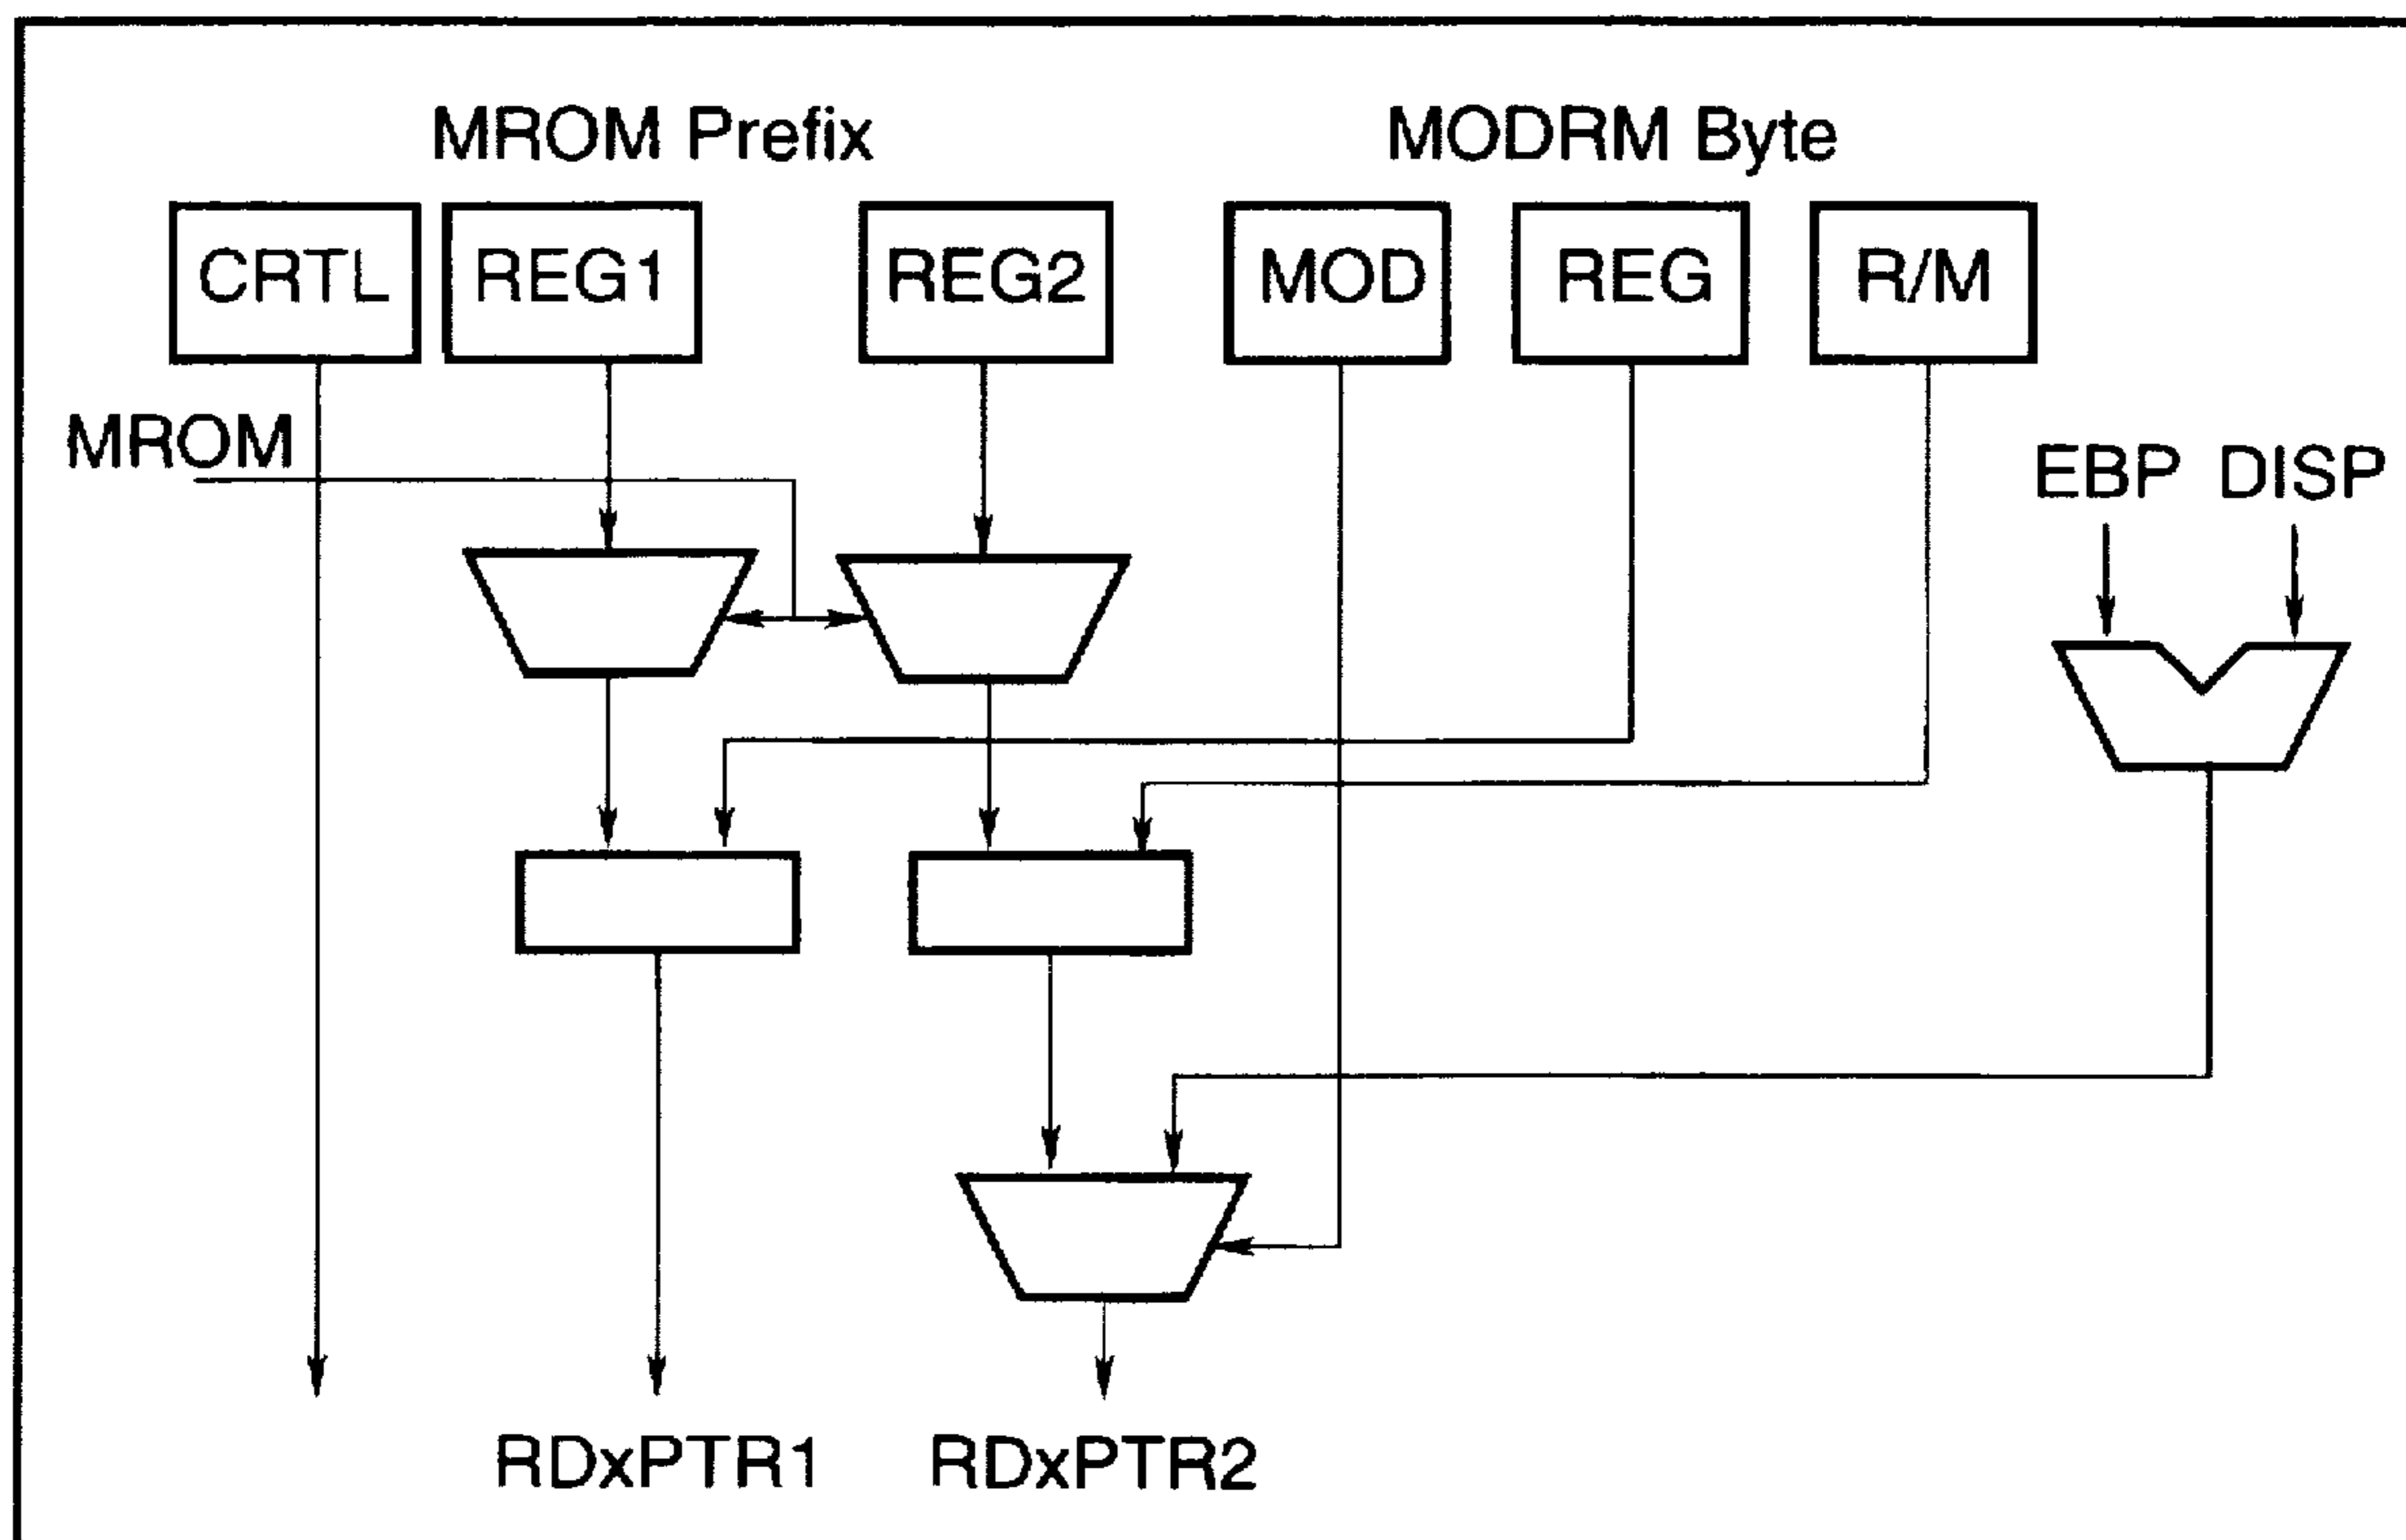 MROM Prefix MODRM Byte
CRTL REG1 REG2 MOD REG R/M
MROM
EBP DISP
RDxPTR1 RDxPTR2